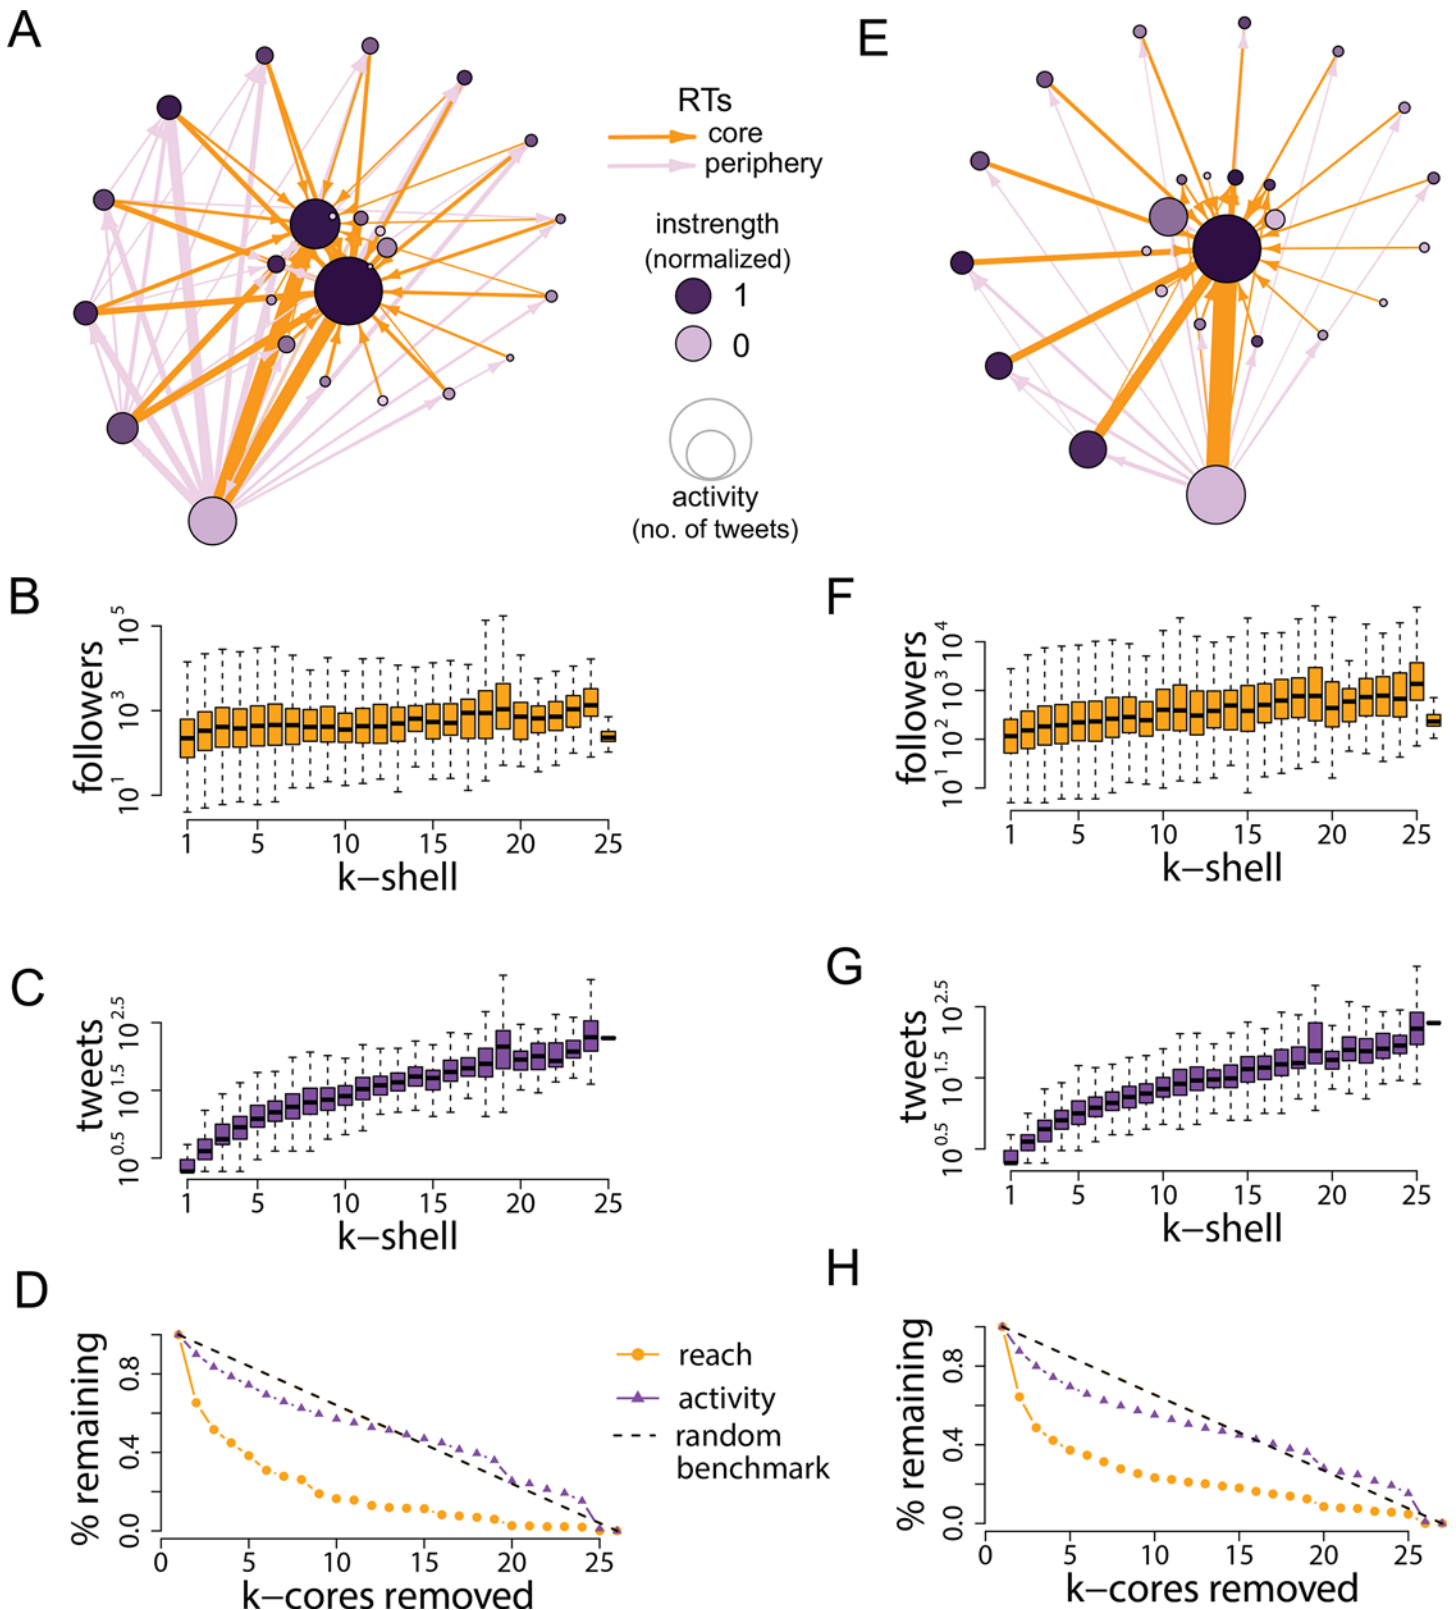 A
E
RTs
core
periphery
instrength
(normalized)
1
0
activity
(no. of tweets)
B
followers
10^1
10^3
10^5
1
5
10
15
20
25
k−shell
F
followers
10^1
10^2
10^3
10^4
1
5
10
15
20
25
k−shell
C
tweets
10^0.5
10^1.5
10^2.5
1
5
10
15
20
25
k−shell
G
tweets
10^0.5
10^1.5
10^2.5
1
5
10
15
20
25
k−shell
D
% remaining
0.0
0.4
0.8
0
5
10
15
20
25
k−cores removed
reach
activity
random
benchmark
H
% remaining
0.0
0.4
0.8
0
5
10
15
20
25
k−cores removed